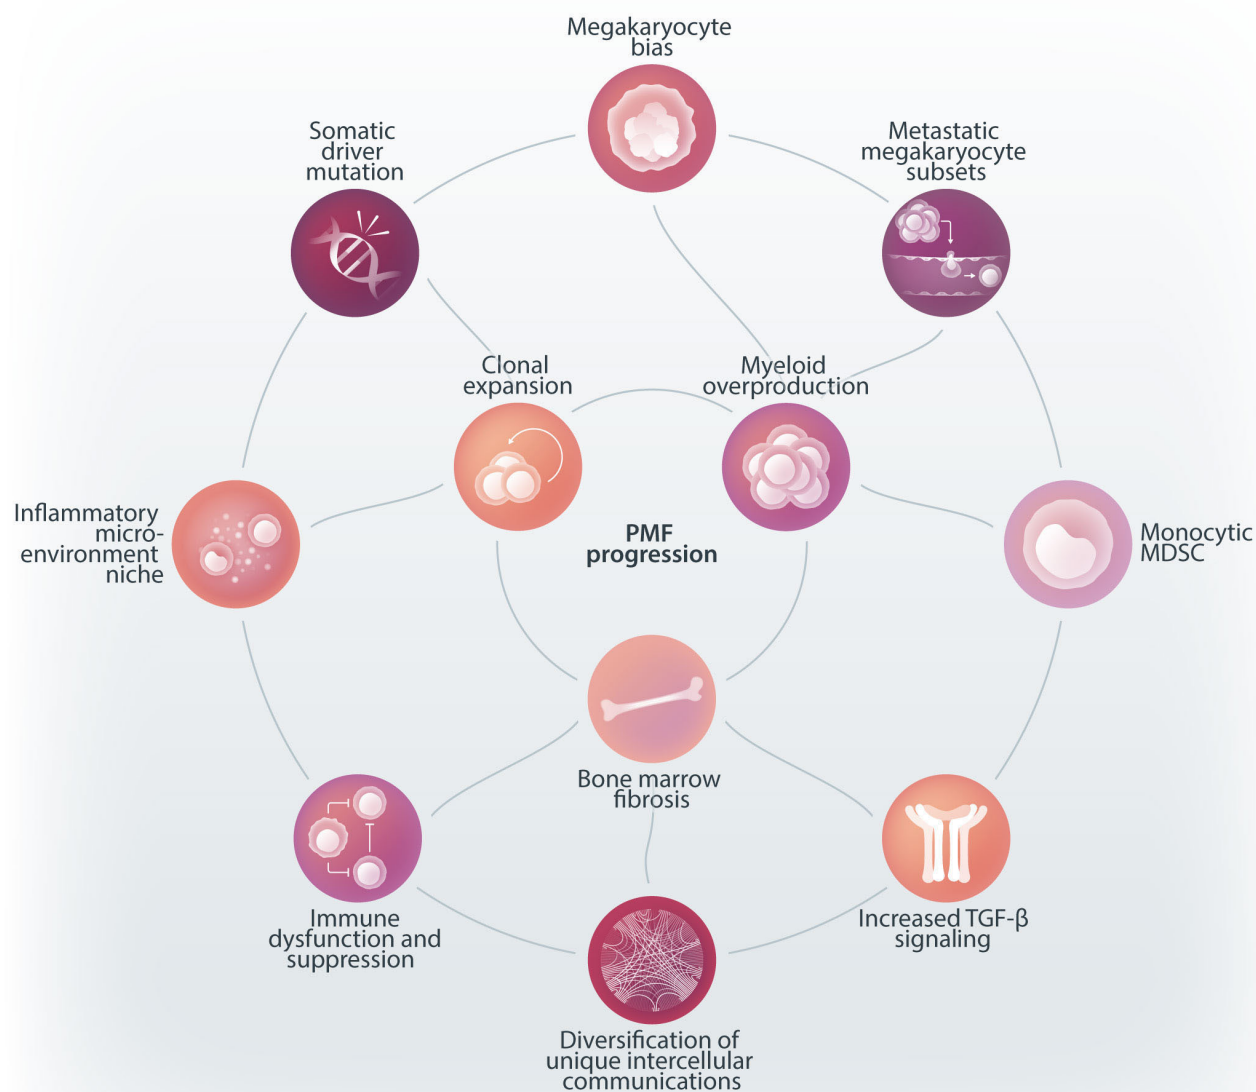 Megakaryocyte
bias
Somatic
driver
mutation
Metastatic
megakaryocyte
subsets
Clonal
expansion
Myeloid
overproduction
Inflammatory
micro-
environment
niche
PMF
progression
Monocytic
MDSC
Bone marrow
fibrosis
Immune
dysfunction and
suppression
Increased TGF-β
signaling
Diversification of
unique intercellular
communications